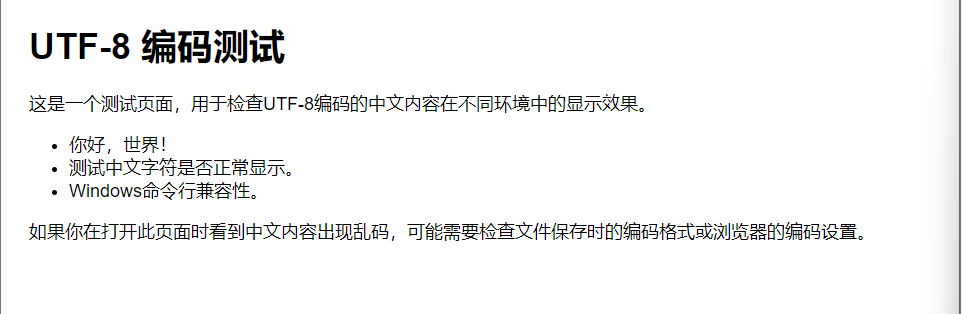 UTF-8 编码测试
这是一个测试页面，用于检查UTF-8编码的中文内容在不同环境中的显示效果。
• 你好，世界！
• 测试中文字符是否正常显示。
• Windows命令行兼容性。
如果你在打开此页面时看到中文内容出现乱码，可能需要检查文件保存时的编码格式或浏览器的编码设置。